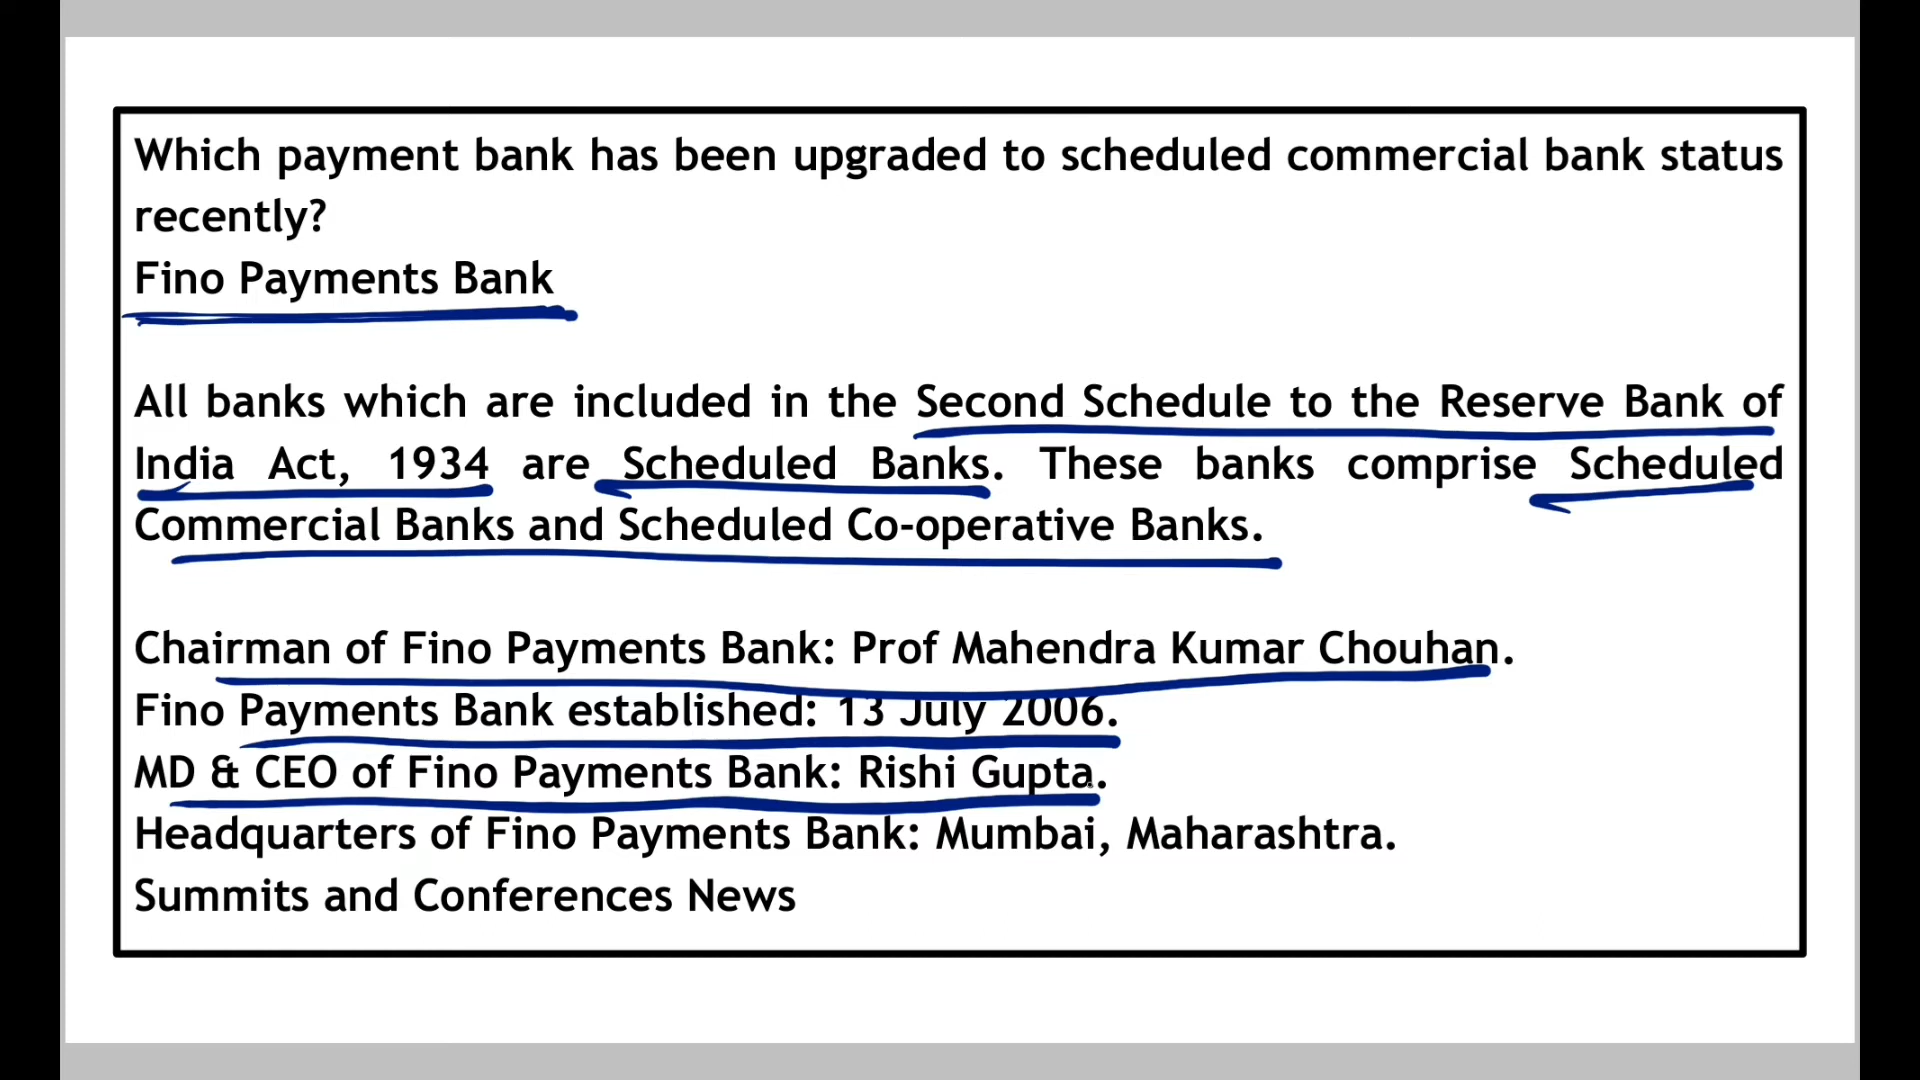 Which payment bank has been upgraded to scheduled commercial bank status
recently?
Fino Payments Bank
All banks which are included in the Second Schedule to the Reserve Bank of
India Act, 1934 are Scheduled Banks. These banks comprise Scheduled
Commercial Banks and Scheduled Co-operative Banks.
Chairman of Fino Payments Bank: Prof Mahendra Kumar Chouhan.
Fino Payments Bank established: 13 July 2006.
MD & CEO of Fino Payments Bank: Rishi Gupta.
Headquarters of Fino Payments Bank: Mumbai, Maharashtra.
Summits and Conferences News